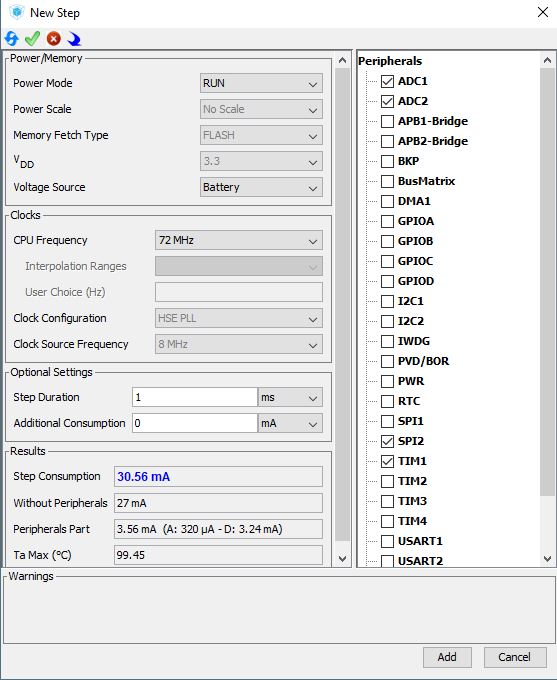 New Step
Power/Memory
Power Mode RUN
Power Scale No Scale
Memory Fetch Type FLASH
VDD 3.3
Voltage Source Battery
Clocks
CPU Frequency 72 MHz
Interpolation Ranges
User Choice (Hz)
Clock Configuration HSE PLL
Clock Source Frequency 8 MHz
Optional Settings
Step Duration 1 ms
Additional Consumption 0 mA
Results
Step Consumption 30.56 mA
Without Peripherals 27 mA
Peripherals Part 3.56 mA (A: 320 µA - D: 3.24 mA)
Ta Max (°C) 99.45
Peripherals
ADC1
ADC2
APB1-Bridge
APB2-Bridge
BKP
BusMatrix
DMA1
GPIOA
GPIOB
GPIOC
GPIOD
I2C1
I2C2
IWDG
PVD/BOR
PWR
RTC
SPI1
SPI2
TIM1
TIM2
TIM3
TIM4
USART1
USART2
Warnings
Add Cancel